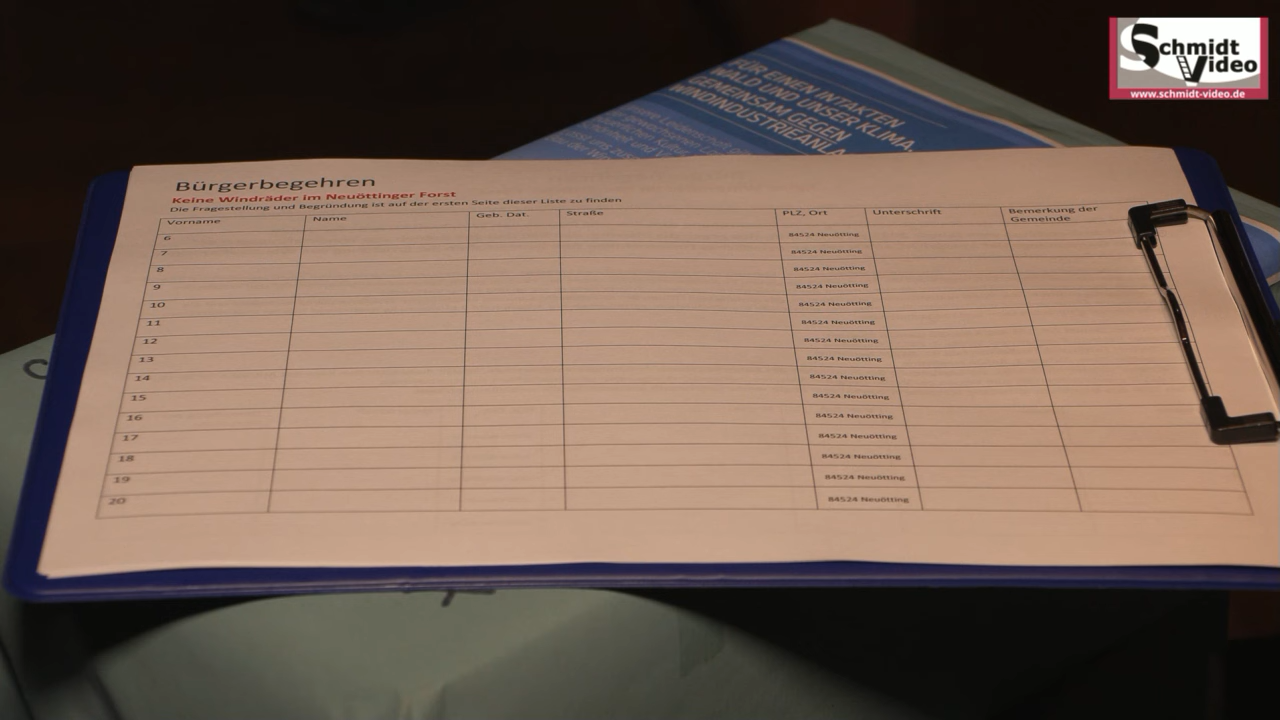 Schmidt
Video
www.schmidt-video.de
FÜR EINEN INTAKTEN
WALD UND UNSER KLIMA.
GEMEINSAM GEGEN
WINDINDUSTRIEANLA
Bürgerbegehren
Keine Windräder im Neuöttinger Forst
Die Fragestellung und Begründung ist auf der ersten Seite dieser Liste zu finden
Vorname Name Geb. Dat. Straße PLZ, Ort Unterschrift Bemerkung der
Gemeinde
6 84524 Neuötting
7 84524 Neuötting
8 84524 Neuötting
9 84524 Neuötting
10 84524 Neuötting
11 84524 Neuötting
12 84524 Neuötting
13 84524 Neuötting
14 84524 Neuötting
15 84524 Neuötting
16 84524 Neuötting
17 84524 Neuötting
18 84524 Neuötting
19 84524 Neuötting
20 84524 Neuötting